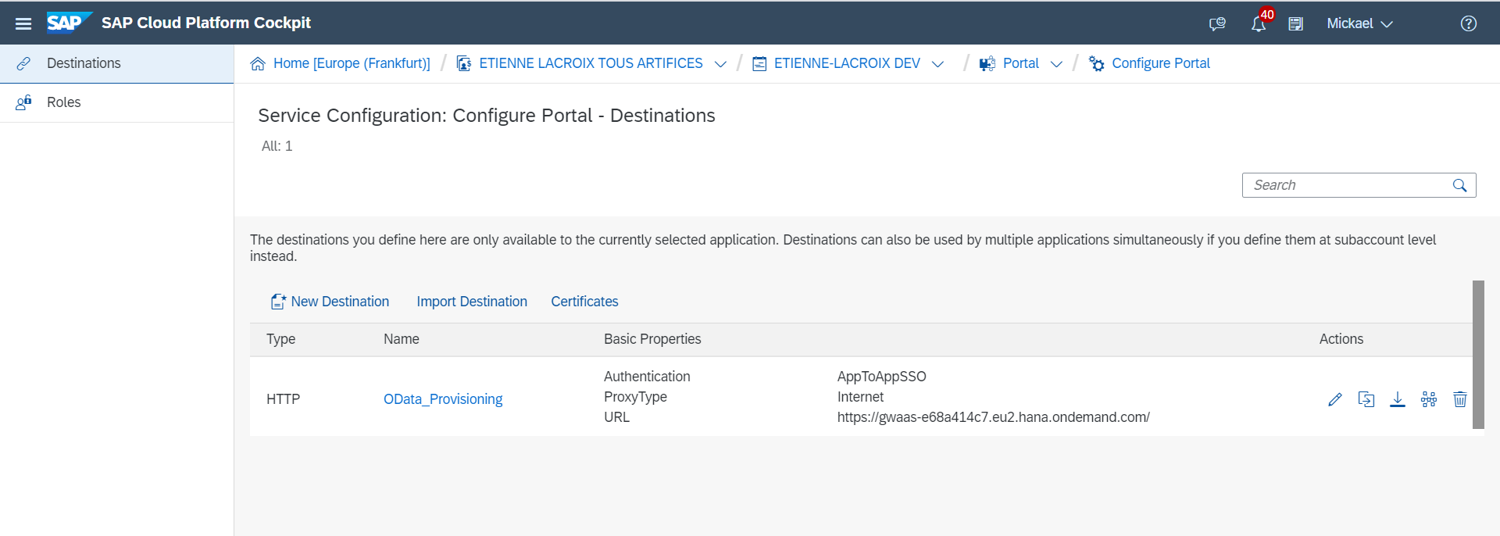 SAP SAP Cloud Platform Cockpit 40 Mickael
Destinations
Roles
Home [Europe (Frankfurt)] / ETIENNE LACROIX TOUS ARTIFICES / ETIENNE-LACROIX DEV / Portal / Configure Portal
Service Configuration: Configure Portal - Destinations
All: 1
Search
The destinations you define here are only available to the currently selected application. Destinations can also be used by multiple applications simultaneously if you define them at subaccount level
instead.
New Destination Import Destination Certificates
Type Name Basic Properties Actions
HTTP OData_Provisioning
Authentication AppToAppSSO
ProxyType Internet
URL https://gwaas-e68a414c7.eu2.hana.ondemand.com/